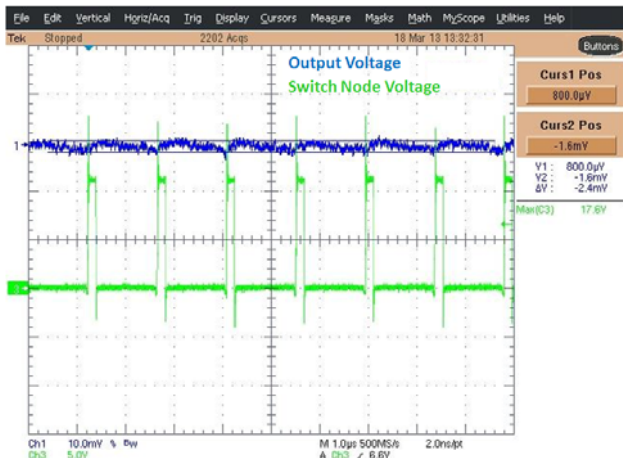 File Edit Vertical Horiz/Acq Trig Display Cursors Measure Masks Math MyScope Utilities Help
Tek Stopped 2202 Acqs 18 Mar 13 13:32:31
Buttons
Output Voltage
Switch Node Voltage
Curs1 Pos
800.0µV
Curs2 Pos
-1.6mV
V1: 800.0µV
V2: -1.6mV
ΔV: -2.4mV
Max(C3) 17.6V
1
3
Ch1 10.0mV Bw M 1.0µs 500MS/s 2.0ns/pt
Ch3 5.0V A Ch3 6.6V